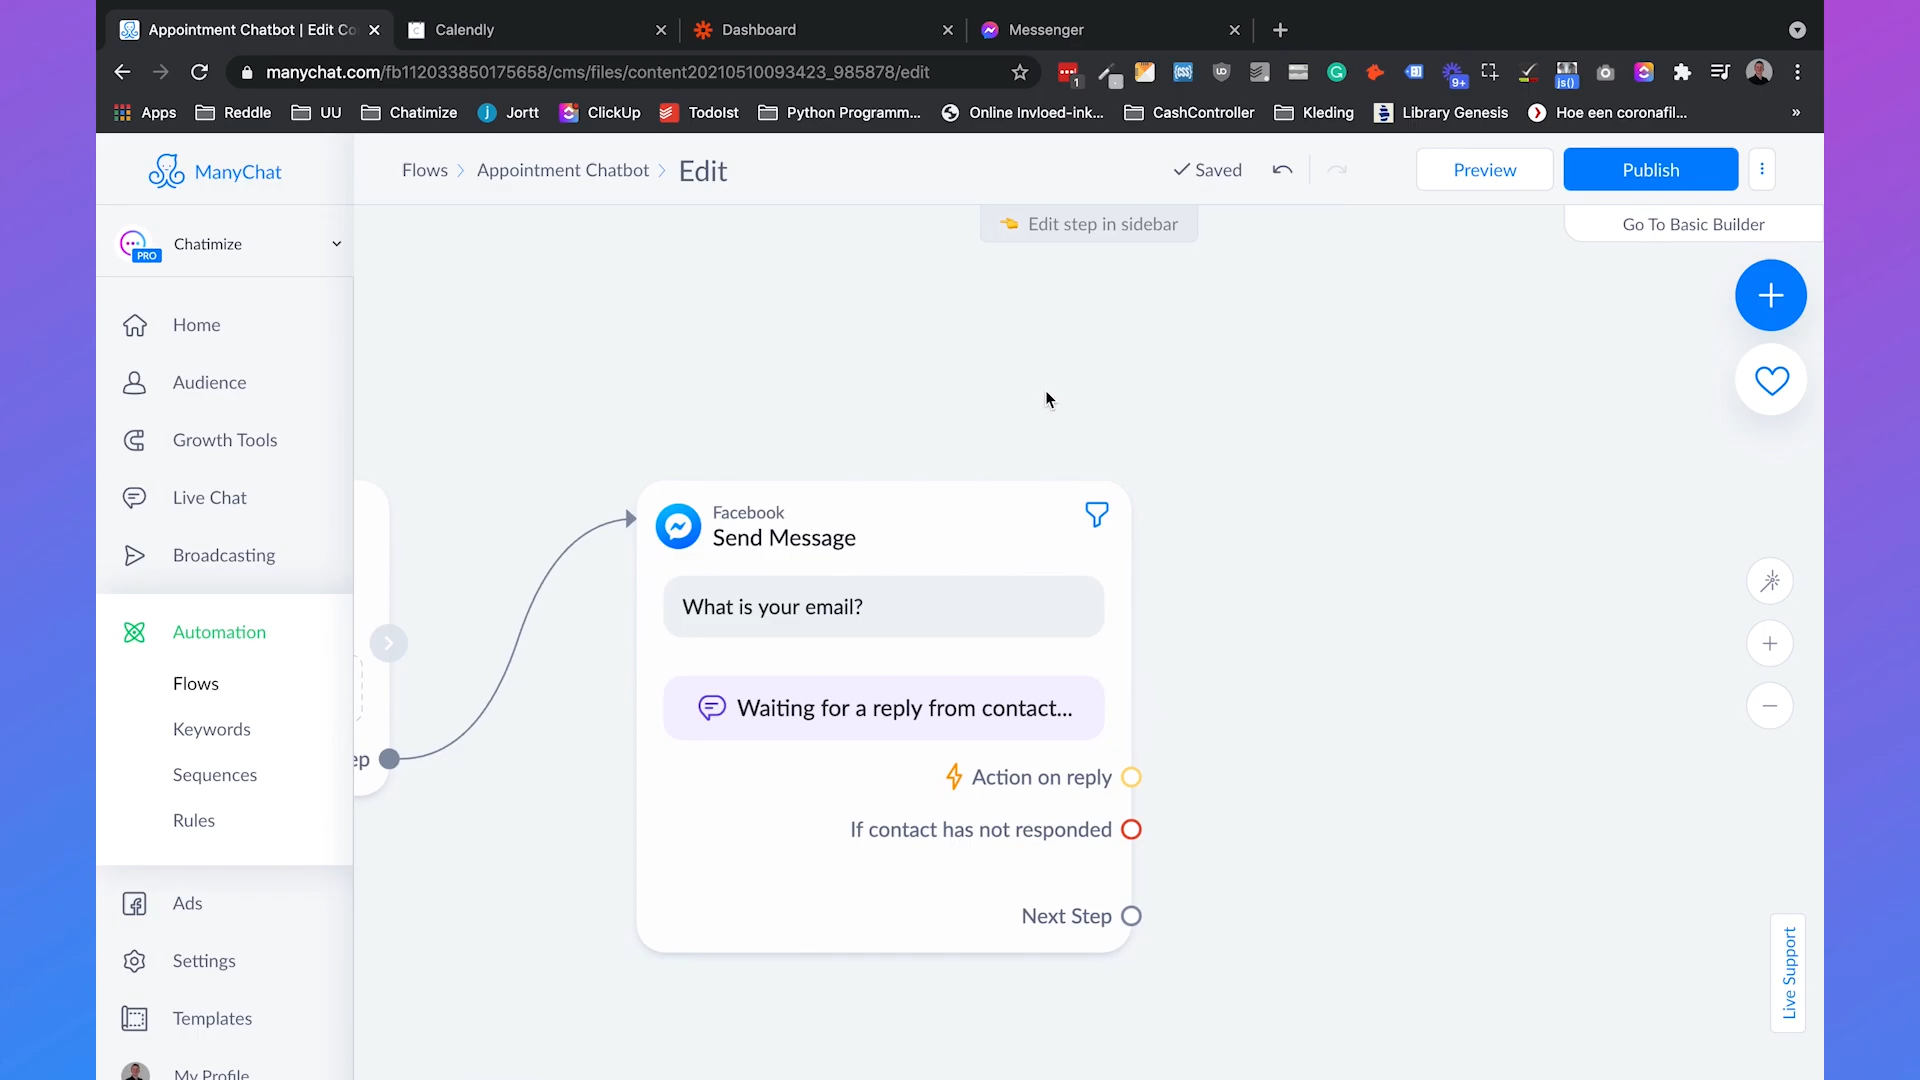 Appointment Chatbot | Edit Co
Calendly
Dashboard
Messenger
manychat.com/fb112033850175658/cms/files/content20210510093423_985878/edit
1
9+
js()
Apps
Reddle
UU
Chatimize
Jortt
ClickUp
TodoIst
Python Programm...
Online Invloed-ink...
CashController
Kleding
Library Genesis
Hoe een coronafil...
»
ManyChat
Flows
Appointment Chatbot
Edit
Saved
Preview
Publish
Chatimize
PRO
Edit step in sidebar
Go To Basic Builder
Home
Audience
Growth Tools
Live Chat
Broadcasting
Automation
Flows
Keywords
Sequences
Rules
Ads
Settings
Templates
My Profile
ep
Facebook
Send Message
What is your email?
Waiting for a reply from contact...
Action on reply
If contact has not responded
Next Step
Live Support